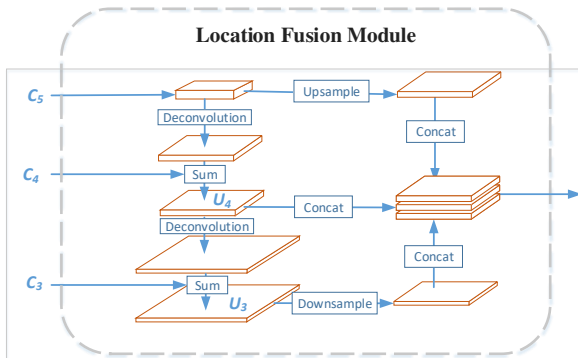 Location Fusion Module
C5
Upsample
Deconvolution
Concat
C4
Sum
U4
Concat
Deconvolution
Concat
C3
Sum
U3
Downsample